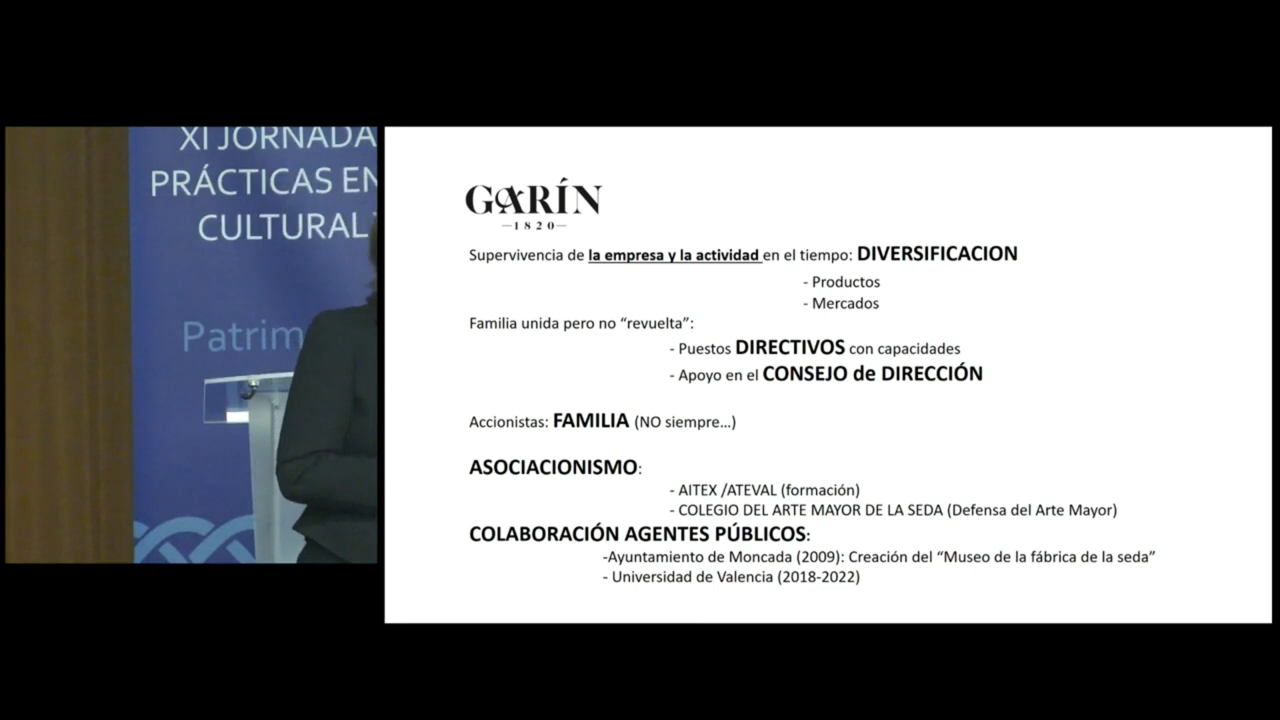 XI JORNADA
PRÁCTICAS EN
CULTURAL
Patrim
GARÍN
—1820—
Supervivencia de la empresa y la actividad en el tiempo: DIVERSIFICACION
- Productos
- Mercados
Familia unida pero no “revuelta”:
- Puestos DIRECTIVOS con capacidades
- Apoyo en el CONSEJO de DIRECCIÓN
Accionistas: FAMILIA (NO siempre…)
ASOCIACIONISMO:
- AITEX /ATEVAL (formación)
- COLEGIO DEL ARTE MAYOR DE LA SEDA (Defensa del Arte Mayor)
COLABORACIÓN AGENTES PÚBLICOS:
-Ayuntamiento de Moncada (2009): Creación del “Museo de la fábrica de la seda”
- Universidad de Valencia (2018-2022)